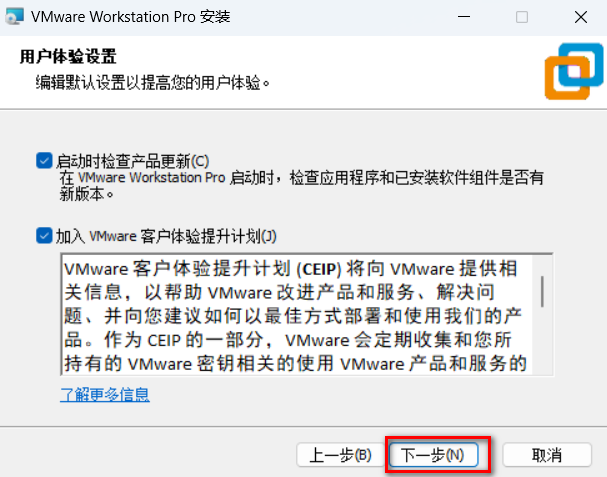 VMware Workstation Pro 安装
用户体验设置
编辑默认设置以提高您的用户体验。
启动时检查产品更新(C)
在 VMware Workstation Pro 启动时，检查应用程序和已安装软件组件是否有
新版本。
加入 VMware 客户体验提升计划(J)
VMware 客户体验提升计划 (CEIP) 将向 VMware 提供相
关信息，以帮助 VMware 改进产品和服务、解决问
题、并向您建议如何以最佳方式部署和使用我们的产
品。作为 CEIP 的一部分，VMware 会定期收集和您所
持有的 VMware 密钥相关的使用 VMware 产品和服务的
了解更多信息
上一步(B) 下一步(N) 取消